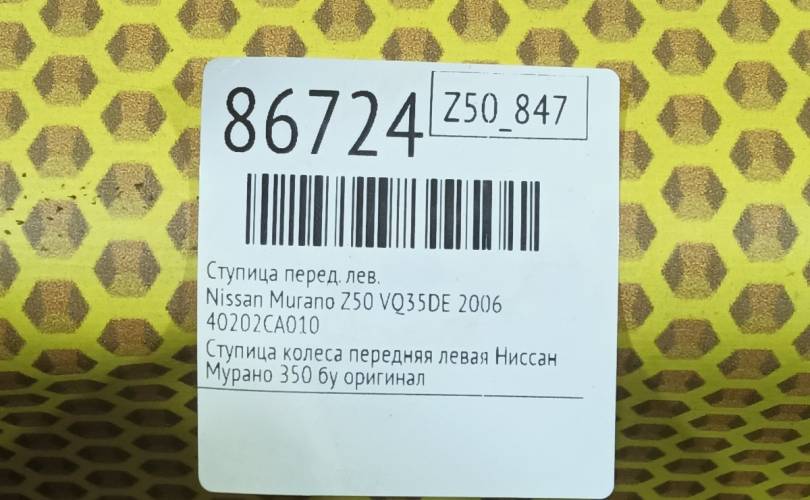 86724
Z50_847
Ступица перед. лев.
Nissan Murano Z50 VQ35DE 2006
40202CA010
Ступица колеса передняя левая Ниссан
Мурано 350 бу оригинал